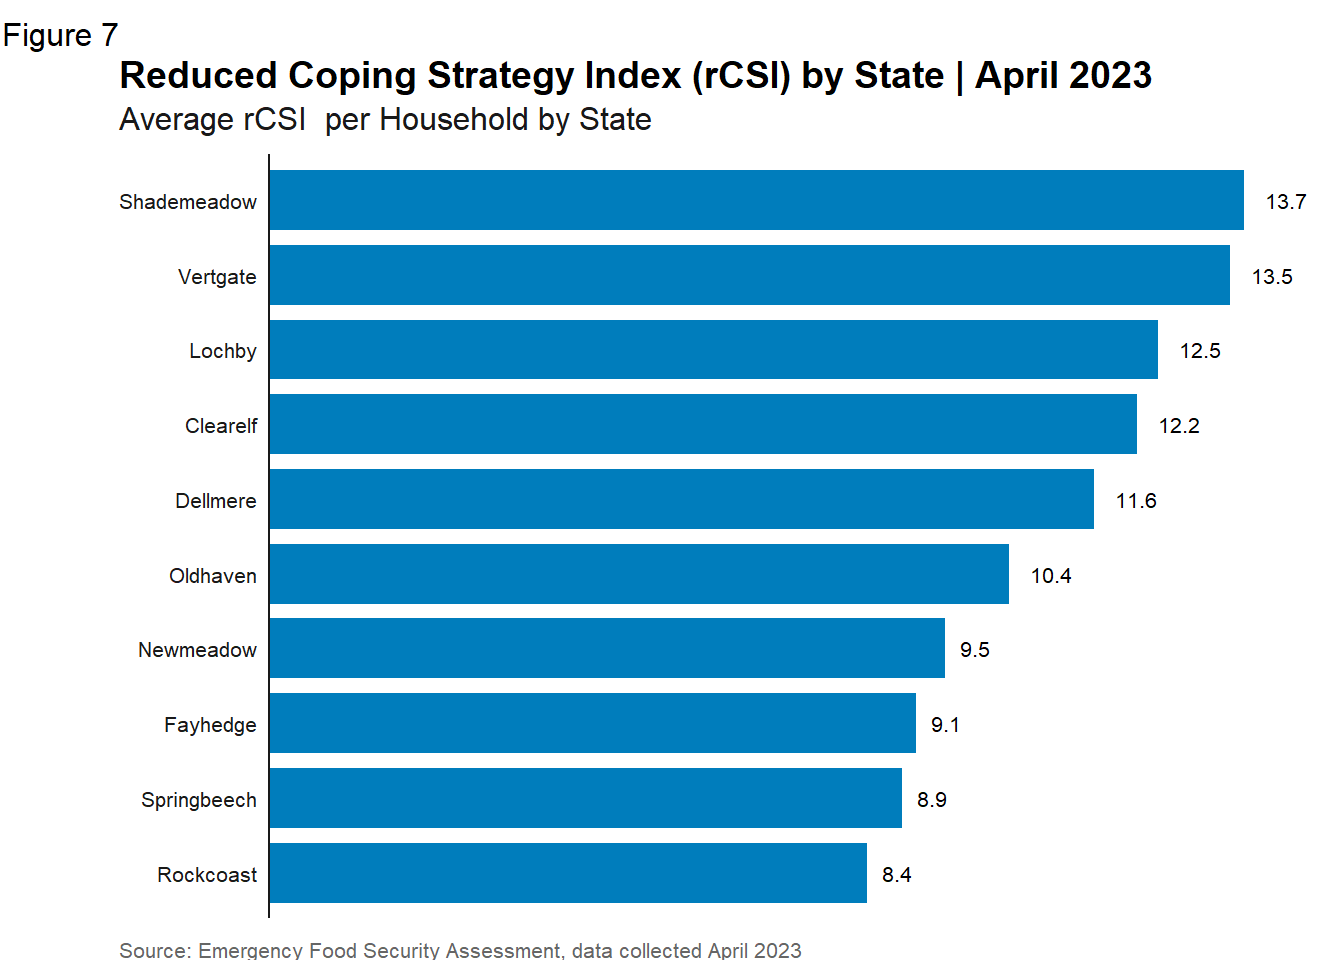 Figure 7
Reduced Coping Strategy Index (rCSI) by State | April 2023
Average rCSI  per Household by State
Shademeadow 13.7
Vertgate 13.5
Lochby 12.5
Clearelf 12.2
Dellmere 11.6
Oldhaven 10.4
Newmeadow 9.5
Fayhedge 9.1
Springbeech 8.9
Rockcoast 8.4
Source: Emergency Food Security Assessment, data collected April 2023